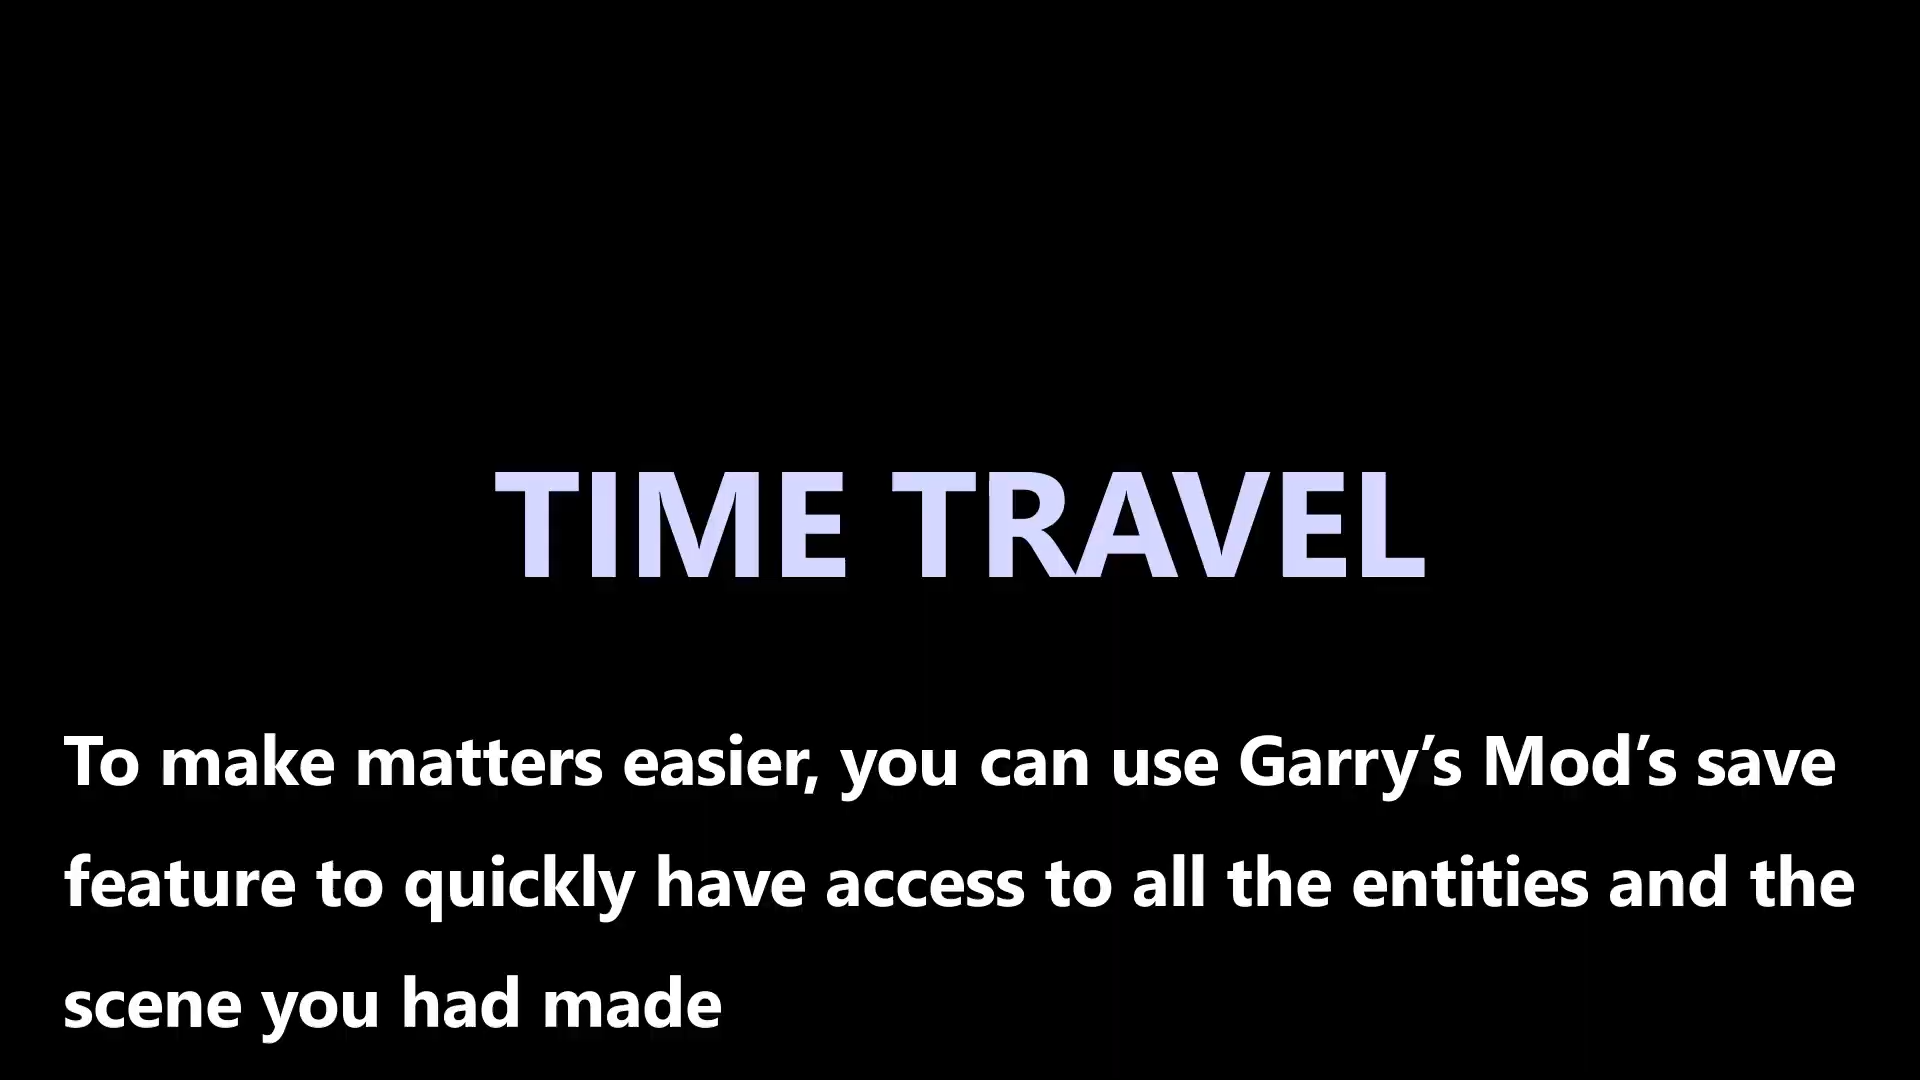 TIME TRAVEL
To make matters easier, you can use Garry’s Mod’s save
feature to quickly have access to all the entities and the
scene you had made